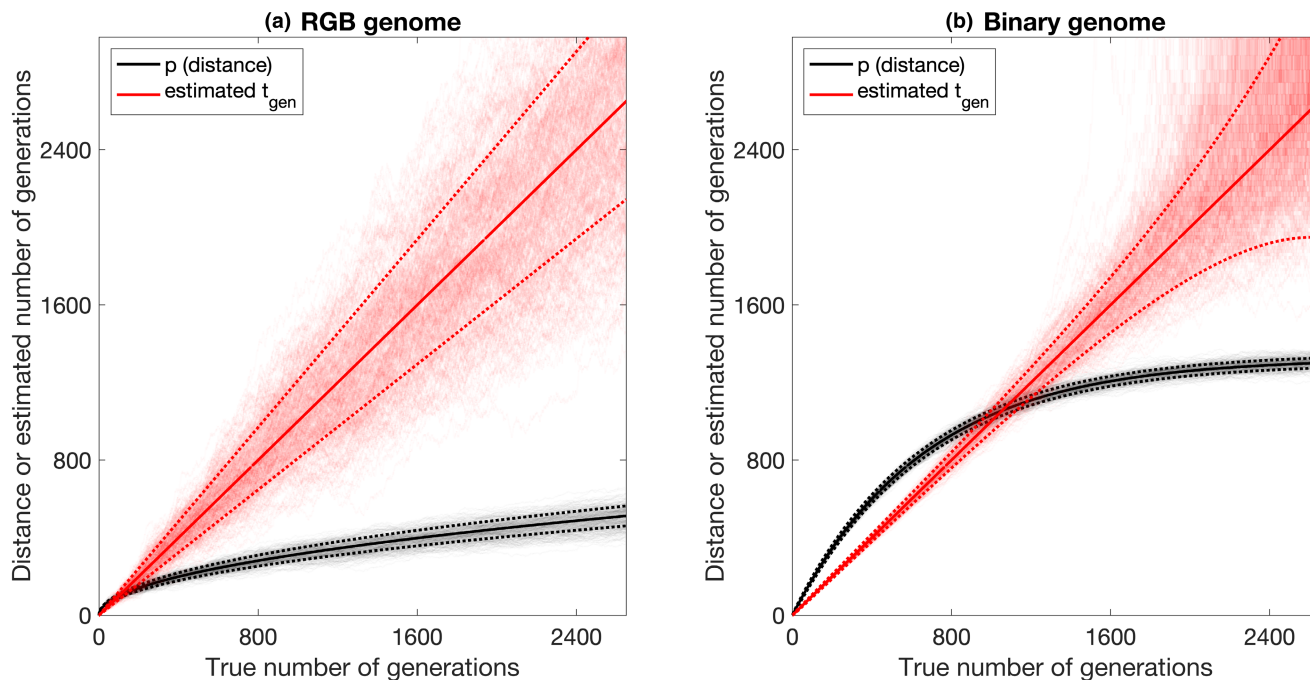 (a) RGB genome
p (distance)
estimated t_gen
Distance or estimated number of generations
2400
1600
800
0
0 800 1600 2400
True number of generations
(b) Binary genome
p (distance)
estimated t_gen
Distance or estimated number of generations
2400
1600
800
0
0 800 1600 2400
True number of generations